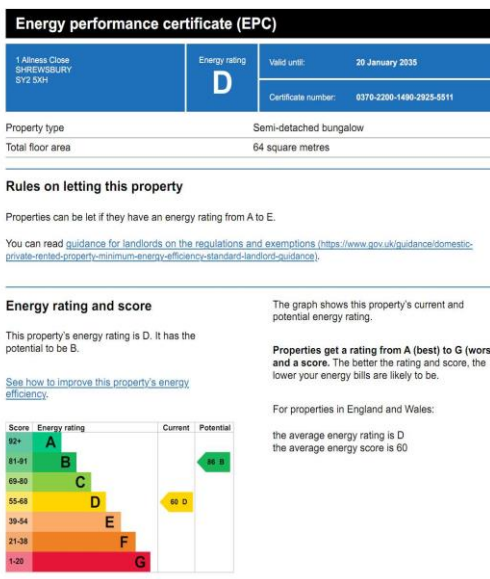 Energy performance certificate (EPC)
1 Allness Close
SHREWSBURY
SY2 5XH
Energy rating
D
Valid until:
20 January 2035
Certificate number:
0370-2200-1490-2925-5511
Property type
Semi-detached bungalow
Total floor area
64 square metres
Rules on letting this property
Properties can be let if they have an energy rating from A to E.
You can read guidance for landlords on the regulations and exemptions (https://www.gov.uk/guidance/domestic-
private-rented-property-minimum-energy-efficiency-standard-landlord-guidance).
Energy rating and score
This property's energy rating is D. It has the
potential to be B.
See how to improve this property's energy
efficiency.
Score Energy rating Current Potential
92+ A
81-91 B 86 B
69-80 C
55-68 D 60 D
39-54 E
21-38 F
1-20 G
The graph shows this property's current and
potential energy rating.
Properties get a rating from A (best) to G (wors
and a score. The better the rating and score, the
lower your energy bills are likely to be.
For properties in England and Wales:
the average energy rating is D
the average energy score is 60